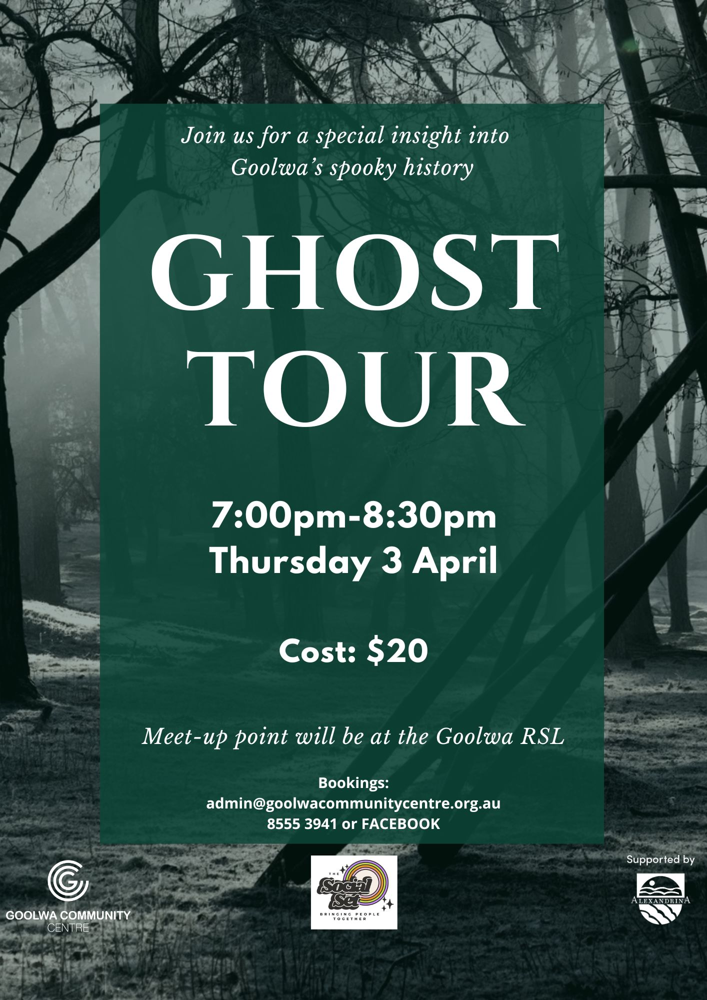 Join us for a special insight into
Goolwa’s spooky history
GHOST
TOUR
7:00pm-8:30pm
Thursday 3 April
Cost: $20
Meet-up point will be at the Goolwa RSL
Bookings:
admin@goolwacommunitycentre.org.au
8555 3941 or FACEBOOK
GOOLWA COMMUNITY
CENTRE
THE
Social
Set
BRINGING PEOPLE
TOGETHER
Supported by
ALEXANDRINA